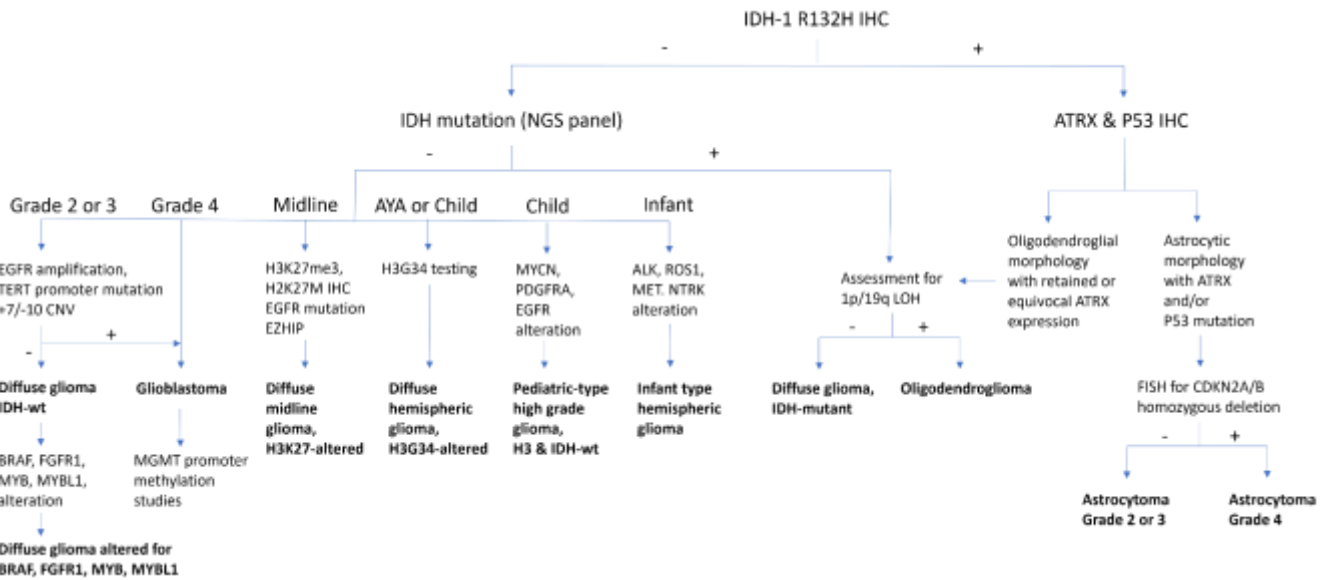 IDH-1 R132H IHC
- +
IDH mutation (NGS panel)
ATRX & P53 IHC
- +
Grade 2 or 3
Grade 4
Midline
AYA or Child
Child
Infant
EGFR amplification,
TERT promoter mutation
+7/-10 CNV
H3K27me3,
H2K27M IHC
EGFR mutation
EZHIP
H3G34 testing
MYCN,
PDGFRA,
EGFR
alteration
ALK, ROS1,
MET. NTRK
alteration
Assessment for
1p/19q LOH
Oligodendroglial
morphology
with retained or
equivocal ATRX
expression
Astrocytic
morphology
with ATRX
and/or
P53 mutation
- +
- +
Diffuse glioma
IDH-wt
Glioblastoma
Diffuse
midline
glioma,
H3K27-altered
Diffuse
hemispheric
glioma,
H3G34-altered
Pediatric-type
high grade
glioma,
H3 & IDH-wt
Infant type
hemispheric
glioma
Diffuse glioma,
IDH-mutant
Oligodendroglioma
FISH for CDKN2A/B
homozygous deletion
- +
BRAF, FGFR1,
MYB, MYBL1,
alteration
MGMT promoter
methylation
studies
Astrocytoma
Grade 2 or 3
Astrocytoma
Grade 4
Diffuse glioma altered for
BRAF, FGFR1, MYB, MYBL1